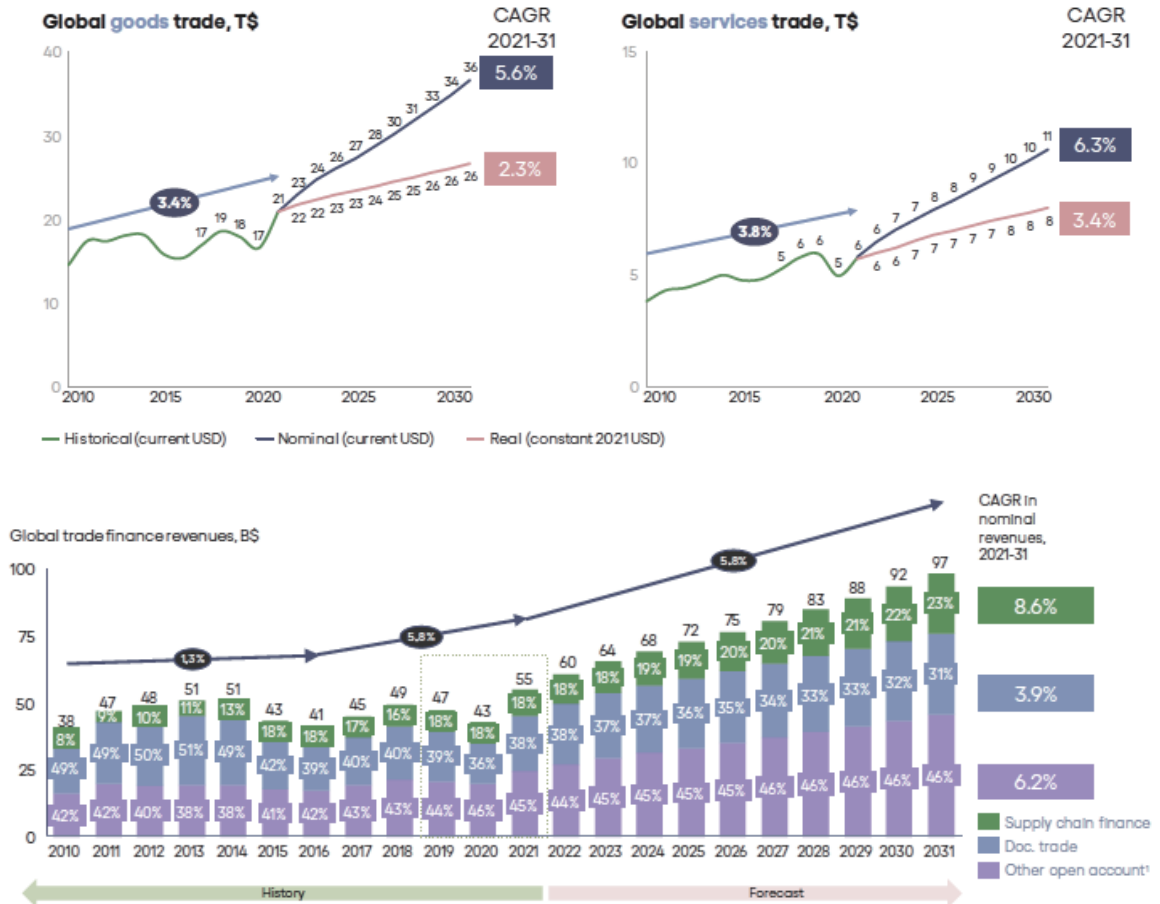 Global goods trade, T$
CAGR
2021-31
40
30
20
10
0
36
34
33
31
30
28
27
26
24
23
21
5.6%
2.3%
3.4%
17
19
18
17
22 22 23 23 24 25 25 26 26 26
2010 2015 2020 2025 2030
Global services trade, T$
CAGR
2021-31
15
10
5
0
11
10
10
9
9
8
8
7
7
6
6
6.3%
3.4%
3.8%
5
6 6
5
6 6 7 7 7 7 7 8 8 8
2010 2015 2020 2025 2030
Historical (current USD) Nominal (current USD) Real (constant 2021 USD)
Global trade finance revenues, B$
CAGR in
nominal
revenues,
2021-31
100
75
50
25
0
1,3%
5,8%
5.8%
38 47 48 51 51 43 41 45 49 47 43 55 60 64 68 72 75 79 83 88 92 97
8% 9% 10% 11% 13% 18% 18% 17% 16% 18% 18% 18% 18% 18% 19% 19% 20% 20% 21% 21% 22% 23%
49% 49% 50% 51% 49% 42% 39% 40% 40% 39% 36% 38% 38% 37% 37% 36% 35% 34% 33% 33% 32% 31%
42% 42% 40% 38% 38% 41% 42% 43% 43% 44% 46% 45% 44% 45% 45% 45% 45% 46% 46% 46% 46% 46%
2010 2011 2012 2013 2014 2015 2016 2017 2018 2019 2020 2021 2022 2023 2024 2025 2026 2027 2028 2029 2030 2031
8.6%
3.9%
6.2%
Supply chain finance
Doc. trade
Other open account¹
History
Forecast